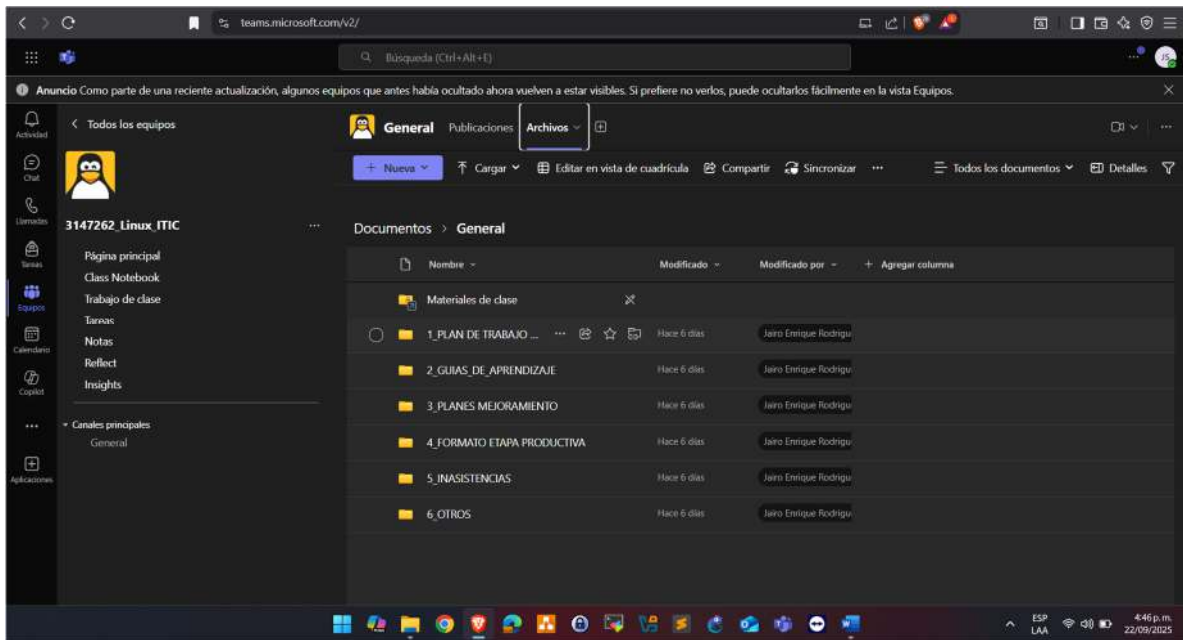 teams.microsoft.com/v2/
Búsqueda (Ctrl+Alt+E)
JS
Anuncio Como parte de una reciente actualización, algunos equipos que antes había ocultado ahora vuelven a estar visibles. Si prefiere no verlos, puede ocultarlos fácilmente en la vista Equipos.
Actividad
Chat
Llamadas
Tareas
Equipos
Calendario
Copilot
Aplicaciones
Todos los equipos
3147262_Linux_ITIC
Página principal
Class Notebook
Trabajo de clase
Tareas
Notas
Reflect
Insights
Canales principales
General
General Publicaciones Archivos
+ Nueva Cargar Editar en vista de cuadrícula Compartir Sincronizar ... Todos los documentos Detalles
Documentos > General
Nombre Modificado Modificado por + Agregar columna
Materiales de clase
1_PLAN DE TRABAJO ... ... Hace 6 días Jairo Enrique Rodrigu
2_GUIAS_DE_APRENDIZAJE Hace 6 días Jairo Enrique Rodrigu
3_PLANES MEJORAMIENTO Hace 6 días Jairo Enrique Rodrigu
4_FORMATO ETAPA PRODUCTIVA Hace 6 días Jairo Enrique Rodrigu
5_INASISTENCIAS Hace 6 días Jairo Enrique Rodrigu
6_OTROS Hace 6 días Jairo Enrique Rodrigu
ESP
LAA
4:46 p. m.
22/09/2025